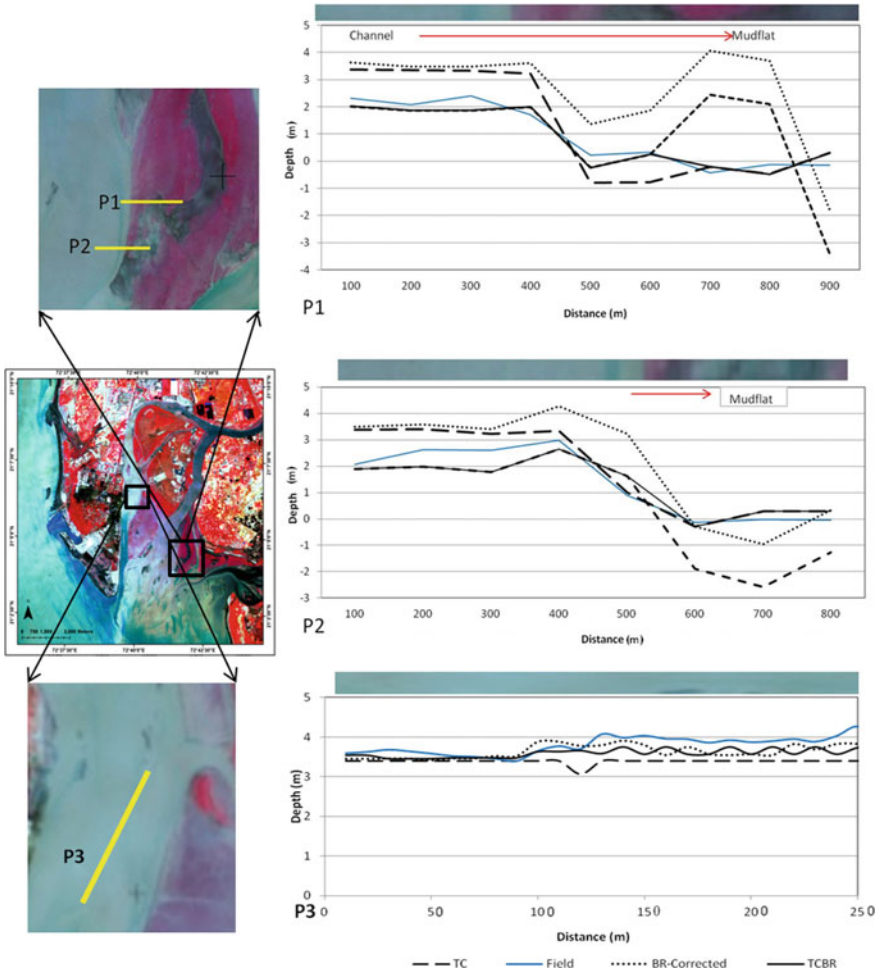 P1
P2
P3
Channel
Mudflat
Depth (m)
5
4
3
2
1
0
-1
-2
-3
-4
100 200 300 400 500 600 700 800 900
P1
Distance (m)
Mudflat
Depth (m)
5
4
3
2
1
0
-1
-2
-3
100 200 300 400 500 600 700 800
P2
Distance (m)
Depth (m)
5
4
3
2
1
0
0 50 100 150 200 250
P3
Distance (m)
TC Field BR-Corrected TCBR